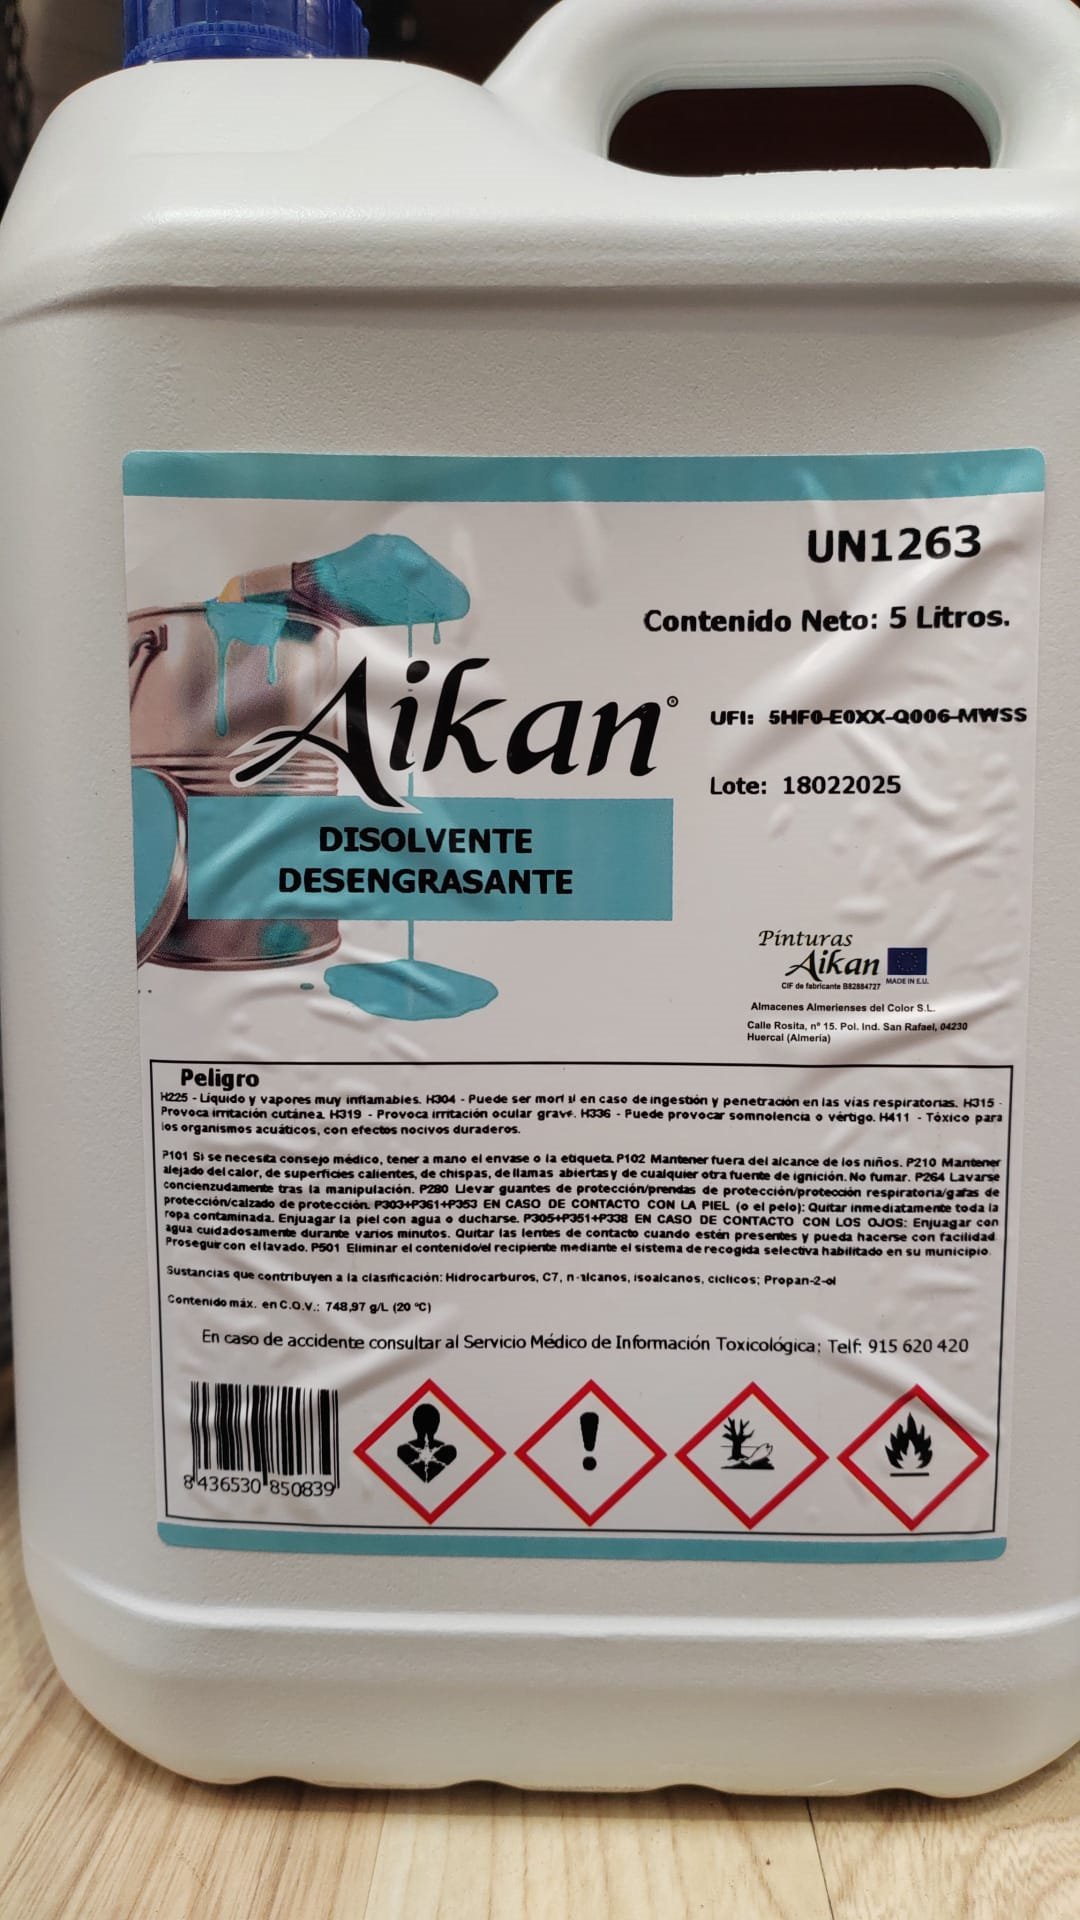 UN1263
Contenido Neto: 5 Litros.
Aikan
UFI: 5HF0-E0XX-Q006-MWSS
Lote: 18022025
DISOLVENTE
DESENGRASANTE
Pinturas
Aikan
CIF de fabricante B82884727
MADE IN E.U.
Almacenes Almerienses del Color S.L.
Calle Rosita, nº 15. Pol. Ind. San Rafael, 04230
Huercal (Almería)
Peligro
H225 - Líquido y vapores muy inflamables. H304 - Puede ser mortal en caso de ingestión y penetración en las vías respiratorias. H315 -
Provoca irritación cutánea. H319 - Provoca irritación ocular grave. H336 - Puede provocar somnolencia o vértigo. H411 - Tóxico para
los organismos acuáticos, con efectos nocivos duraderos.
P101 Si se necesita consejo médico, tener a mano el envase o la etiqueta. P102 Mantener fuera del alcance de los niños. P210 Mantener
alejado del calor, de superficies calientes, de chispas, de llamas abiertas y de cualquier otra fuente de ignición. No fumar. P264 Lavarse
concienzudamente tras la manipulación. P280 Llevar guantes de protección/prendas de protección/protección respiratoria/gafas de
protección/calzado de protección. P303+P361+P353 EN CASO DE CONTACTO CON LA PIEL (o el pelo): Quitar inmediatamente toda la
ropa contaminada. Enjuagar la piel con agua o ducharse. P305+P351+P338 EN CASO DE CONTACTO CON LOS OJOS: Enjuagar con
agua cuidadosamente durante varios minutos. Quitar las lentes de contacto cuando estén presentes y pueda hacerse con facilidad.
Proseguir con el lavado. P501 Eliminar el contenido/el recipiente mediante el sistema de recogida selectiva habilitado en su municipio.
Sustancias que contribuyen a la clasificación: Hidrocarburos, C7, n-alcanos, isoalcanos, cíclicos; Propan-2-ol
Contenido máx. en C.O.V.: 748,97 g/L (20 ºC)
En caso de accidente consultar al Servicio Médico de Información Toxicológica: Telf: 915 620 420
8 436530 850839